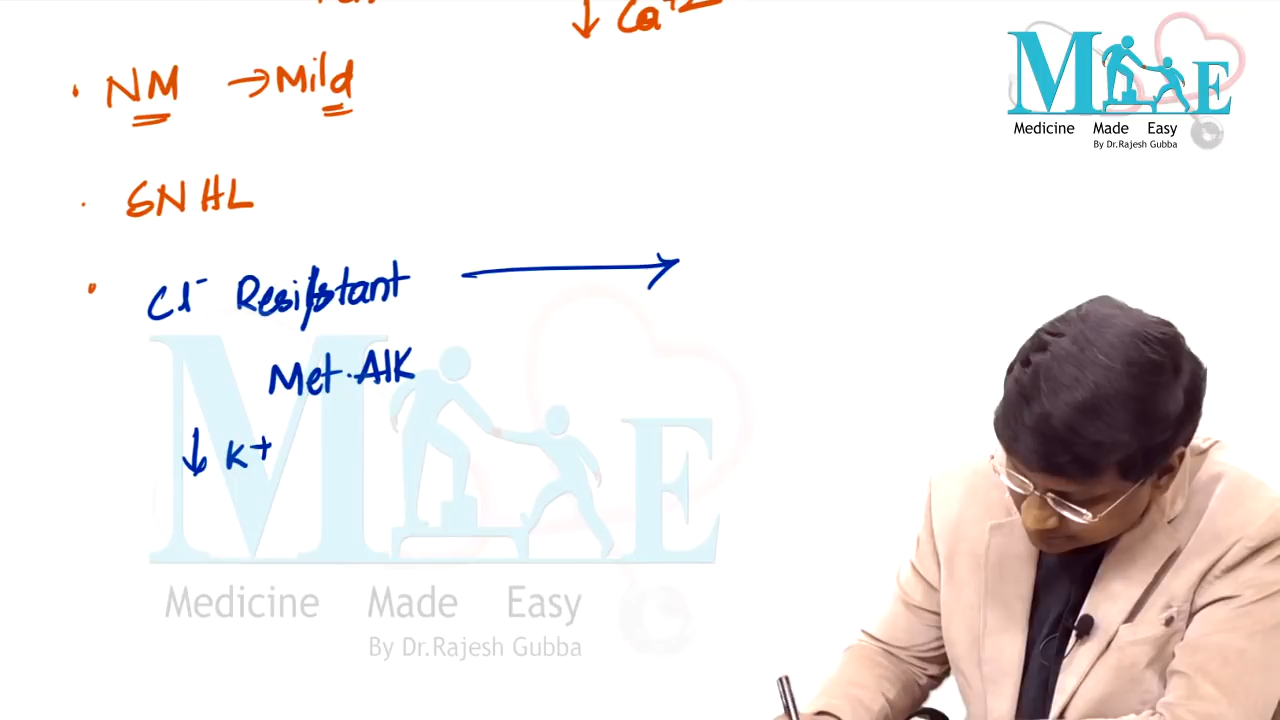 ↓ Ca+2
• NM → Mild
M E
Medicine Made Easy
By Dr.Rajesh Gubba
• SNHL
• Cl- Resistant →
Met. Alk
↓ K+
M E
Medicine Made Easy
By Dr.Rajesh Gubba